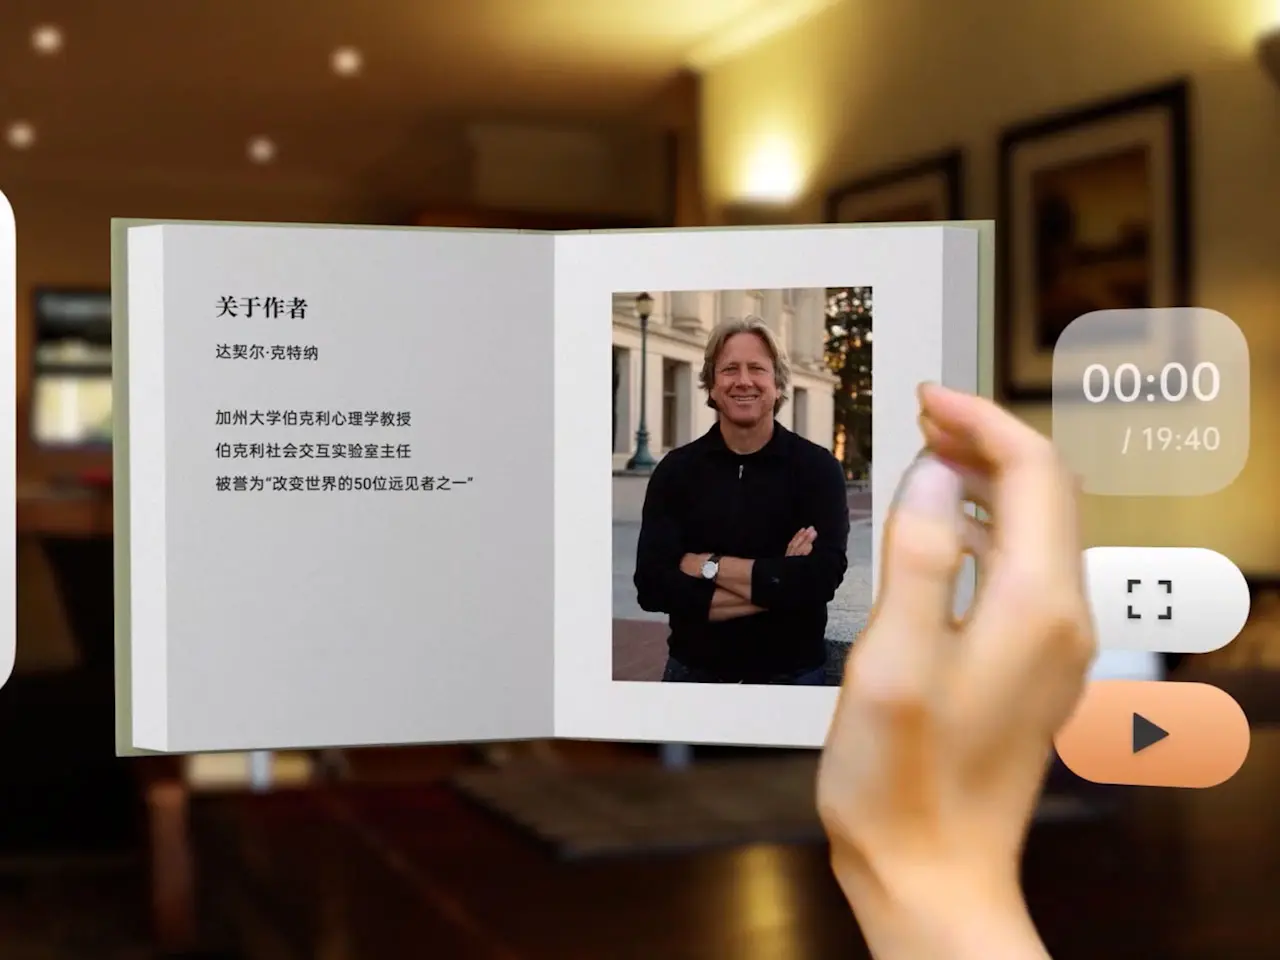 关于作者
达契尔·克特纳
加州大学伯克利心理学教授
伯克利社会交互实验室主任
被誉为“改变世界的50位远见者之一”
00:00
/ 19:40